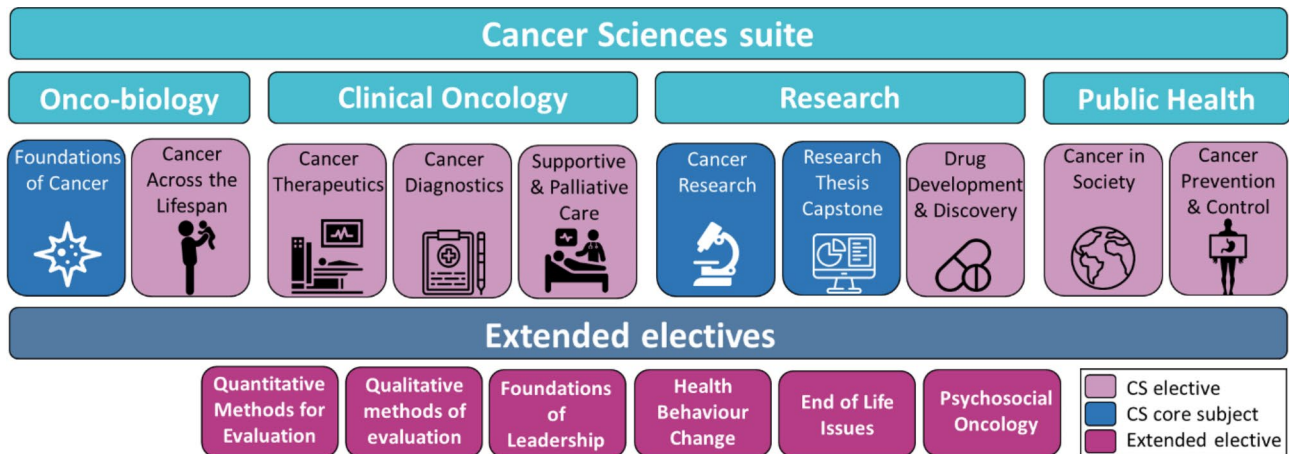 Cancer Sciences suite
Onco-biology
Clinical Oncology
Research
Public Health
Foundations
of Cancer
Cancer
Across the
Lifespan
Cancer
Therapeutics
Cancer
Diagnostics
Supportive
& Palliative
Care
Cancer
Research
Research
Thesis
Capstone
Drug
Development
& Discovery
Cancer in
Society
Cancer
Prevention
& Control
Extended electives
Quantitative
Methods for
Evaluation
Qualitative
methods of
evaluation
Foundations
of
Leadership
Health
Behaviour
Change
End of Life
Issues
Psychosocial
Oncology
CS elective
CS core subject
Extended elective